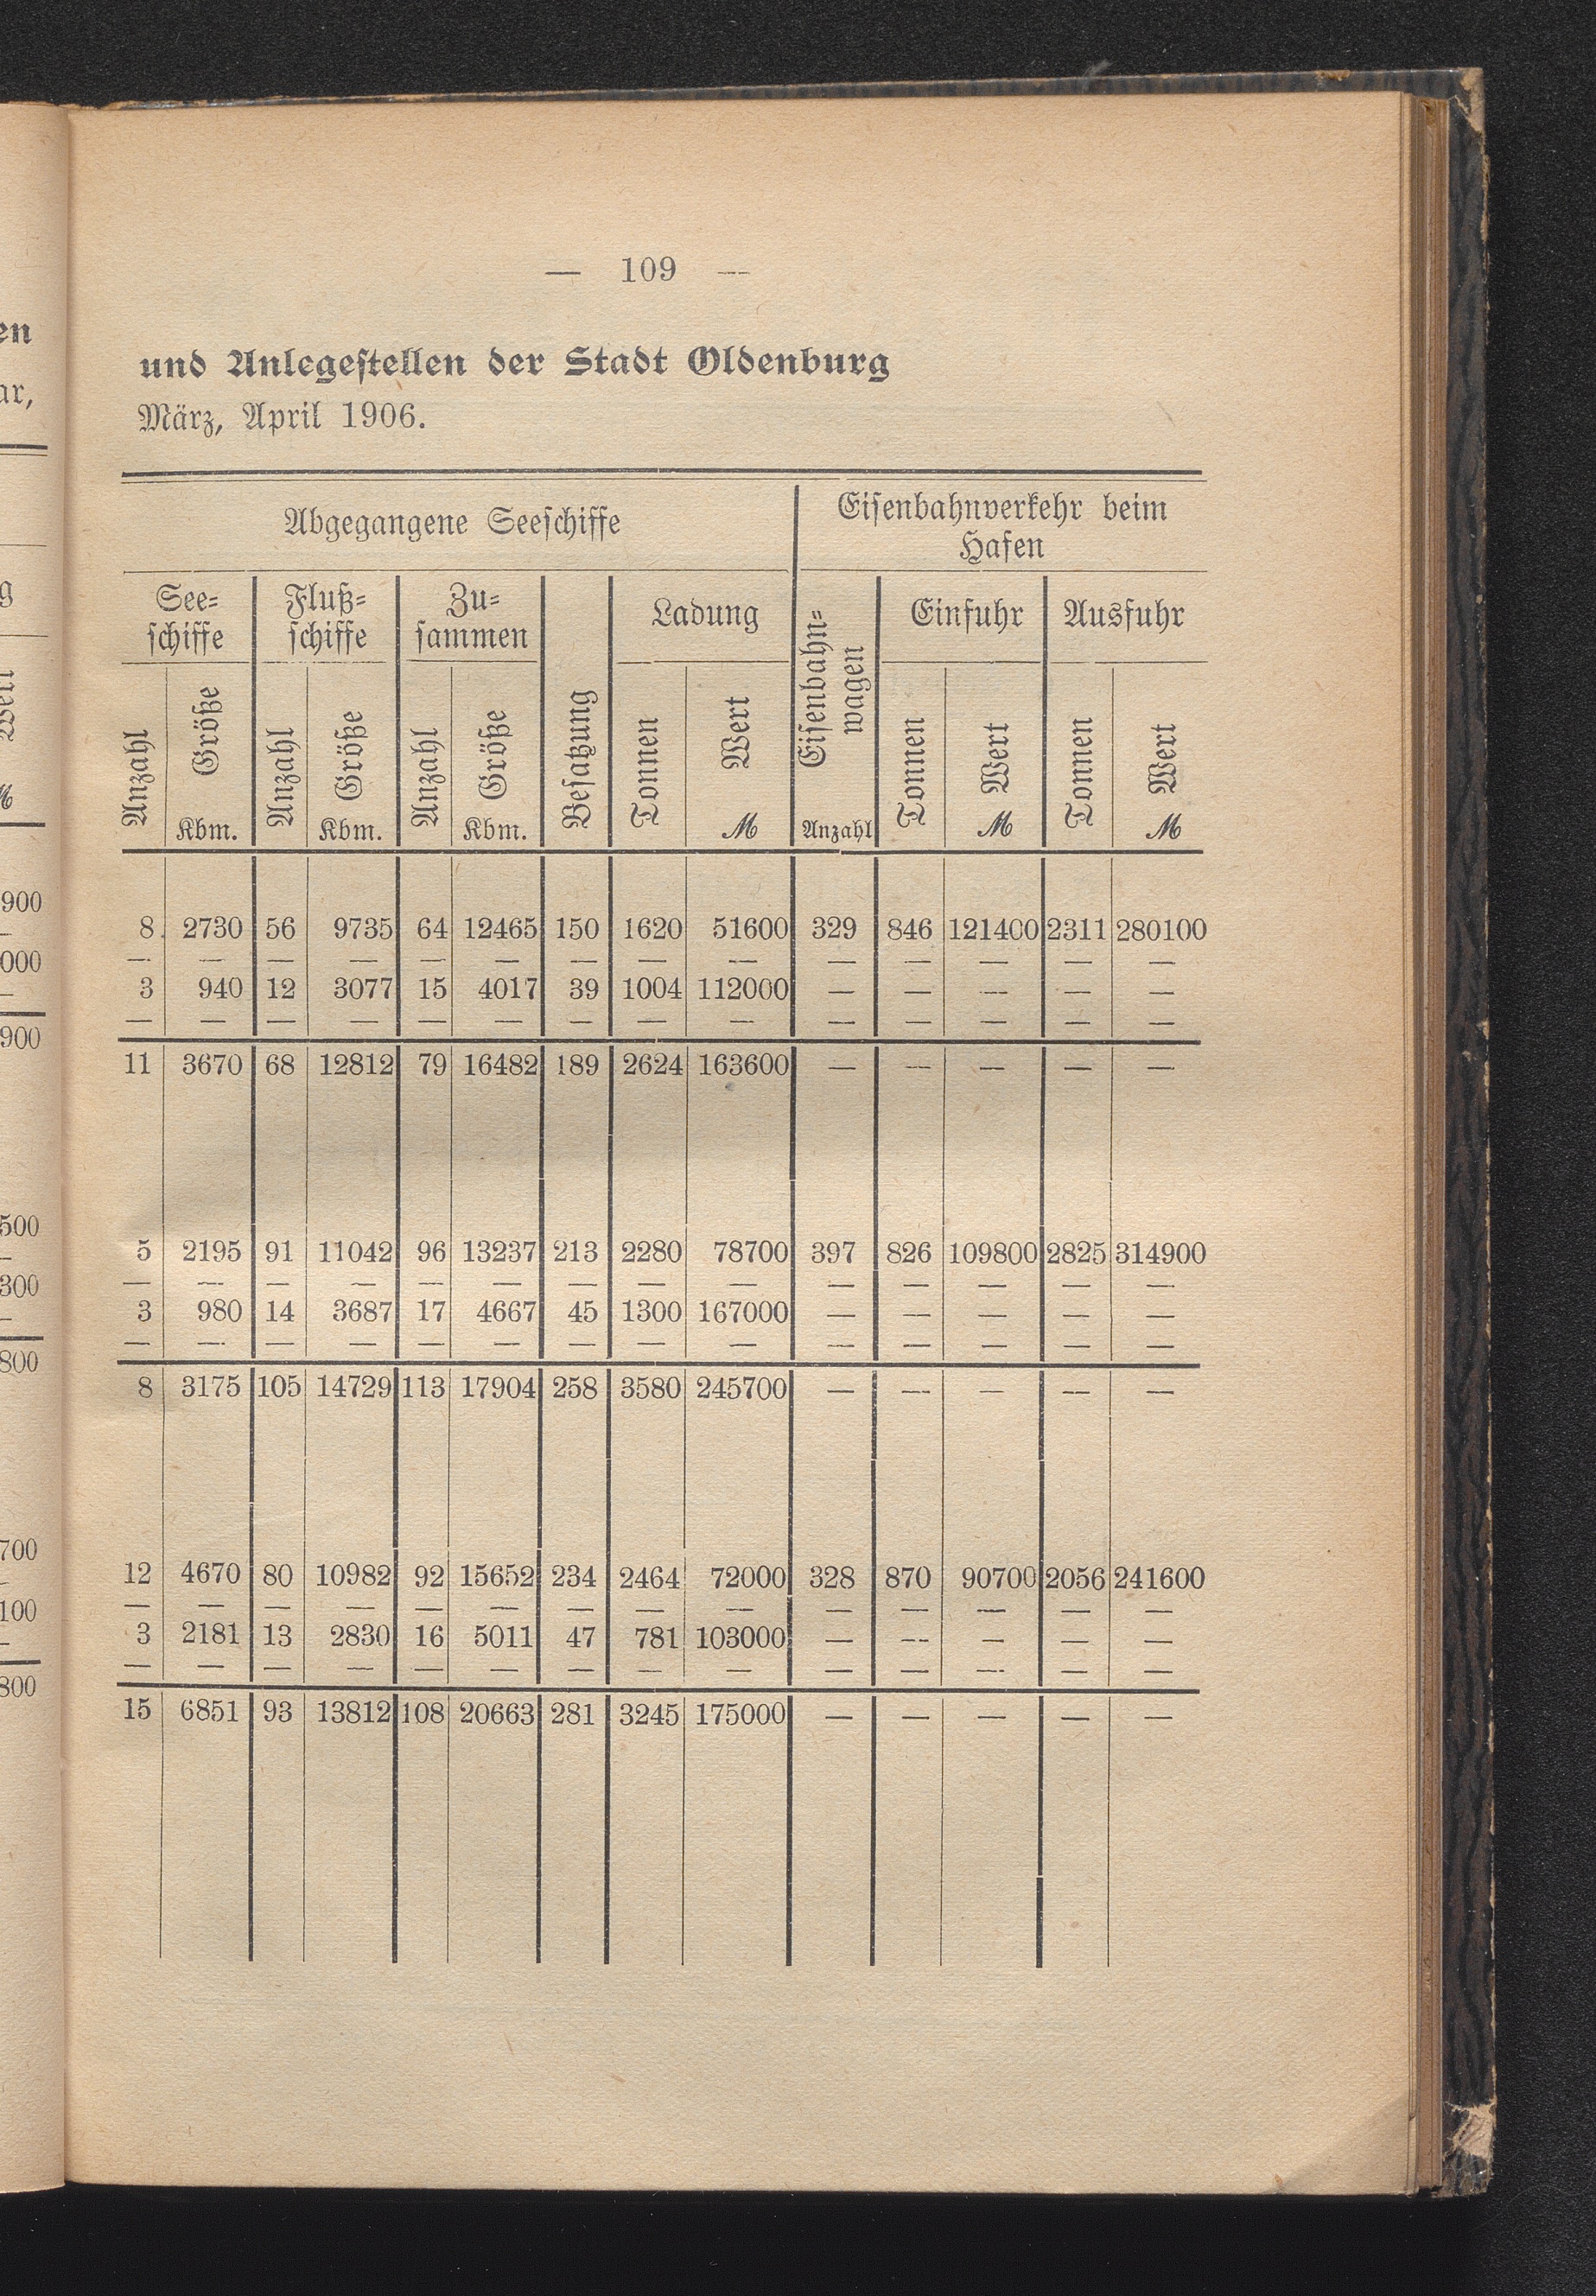 — 109 —
und Anlegestellen der Stadt Oldenburg
März, April 1906.
Abgegangene Seeschiffe
Eisenbahnverkehr beim
Hafen
See-
schiffe
Fluß-
schiffe
Zu-
sammen
Besatzung
Ladung
Eisenbahn-
wagen
Einfuhr
Ausfuhr
Anzahl Größe Anzahl Größe Anzahl Größe Tonnen Wert Tonnen Wert Tonnen Wert
Kbm. Kbm. Kbm. M Anzahl M M
8 2730 56 9735 64 12465 150 1620 51600 329 846 121400 2311 280100
— — — — — — — — — — — — — —
3 940 12 3077 15 4017 39 1004 112000 — — — — —
— — — — — — — — — — — — — —
11 3670 68 12812 79 16482 189 2624 163600 — — — — —
5 2195 91 11042 96 13237 213 2280 78700 397 826 109800 2825 314900
— — — — — — — — — — — — — —
3 980 14 3687 17 4667 45 1300 167000 — — — — —
— — — — — — — — — — — — — —
8 3175 105 14729 113 17904 258 3580 245700 — — — — —
12 4670 80 10982 92 15652 234 2464 72000 328 870 90700 2056 241600
— — — — — — — — — — — — — —
3 2181 13 2830 16 5011 47 781 103000 — — — — —
— — — — — — — — — — — — — —
15 6851 93 13812 108 20663 281 3245 175000 — — — — —